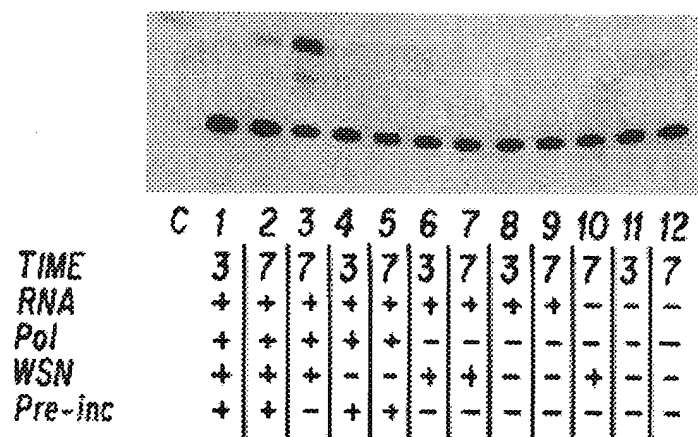 C 1 2 3 4 5 6 7 8 9 10 11 12
TIME 3 7 7 3 7 3 7 3 7 7 3 7
RNA + + + + + + + + + - - -
Pol + + + + + - - - - - - -
WSN + + + - - + + - - + - -
Pre-inc + + - + + - - - - - - -